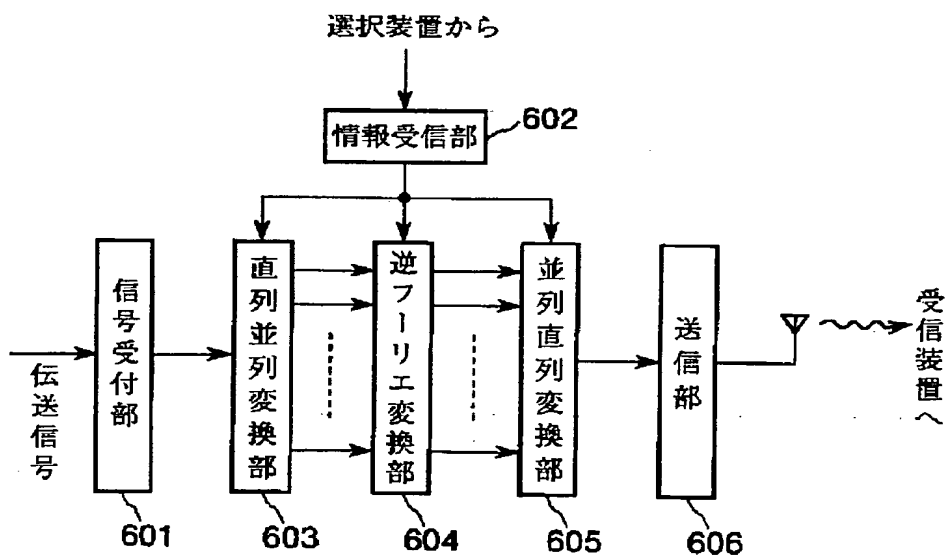 選択装置から
情報受信部
602
伝送信号
信号受付部
直列並列変換部
逆フーリエ変換部
並列直列変換部
送信部
受信装置へ
601
603
604
605
606